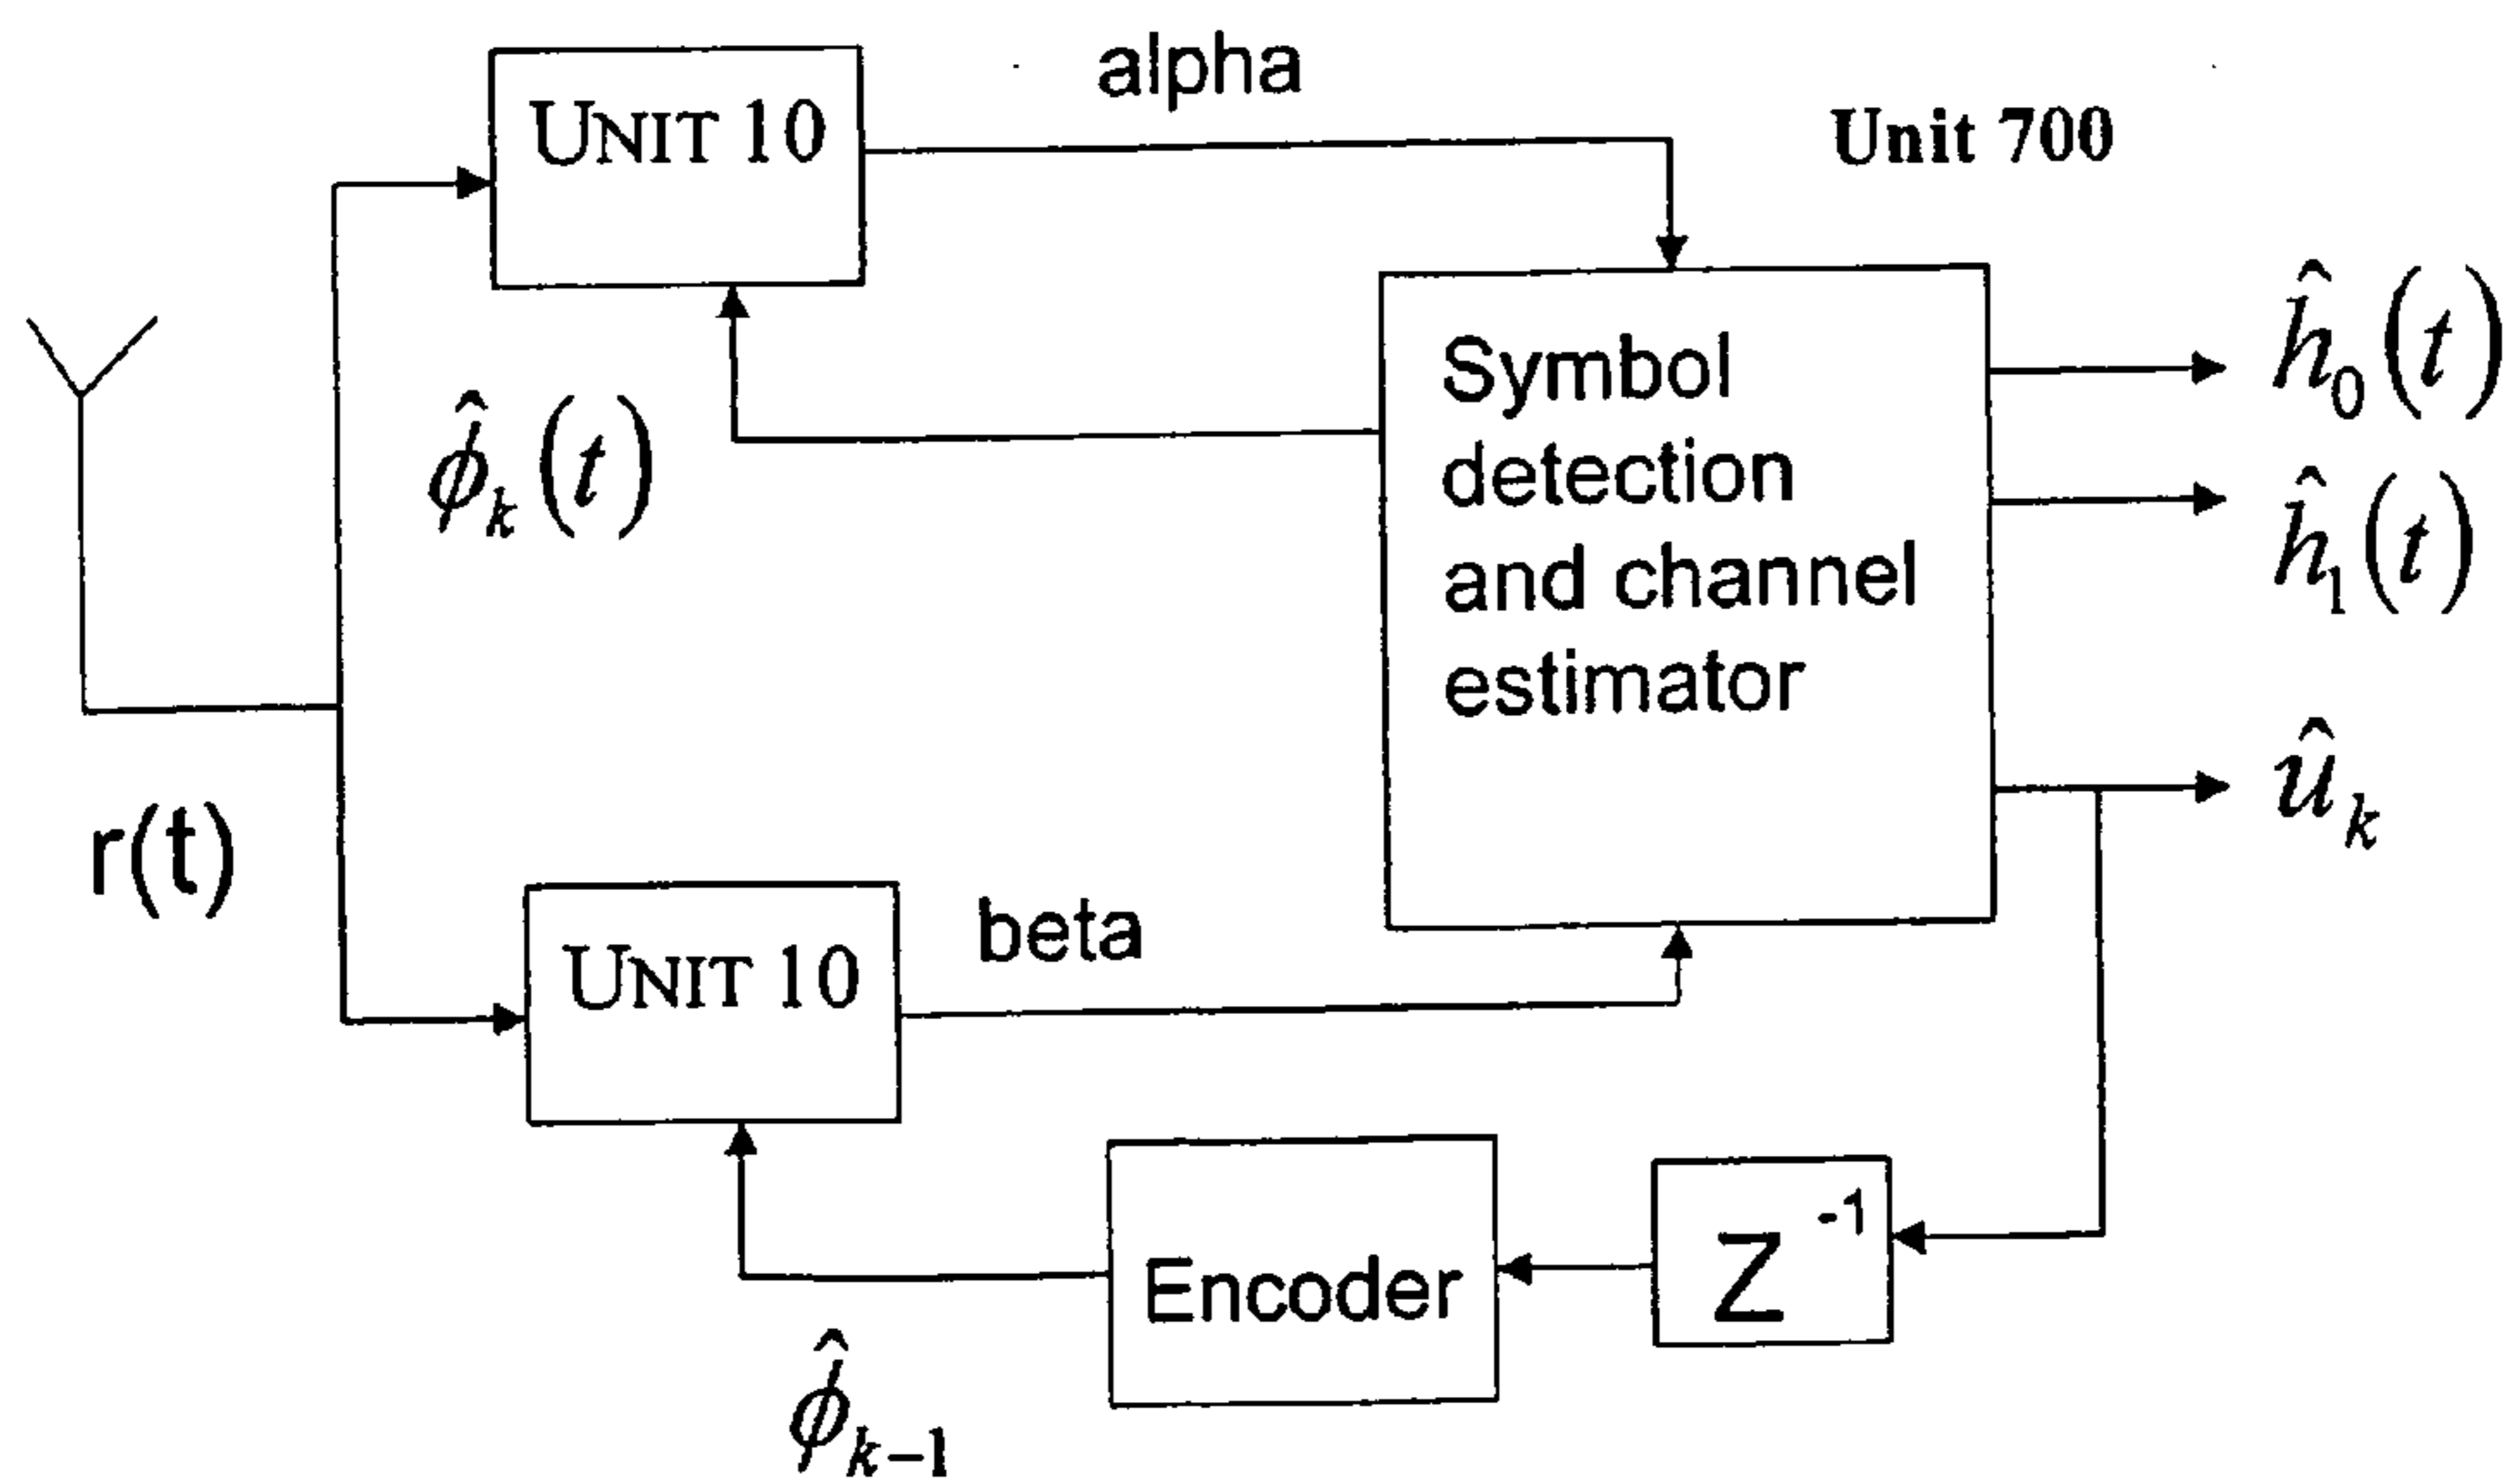 alpha
UNIT 10
Unit 700
ĥ₀(t)
Symbol
detection
and channel
estimator
ϕ̂ₖ(t)
ĥ₁(t)
ûₖ
r(t)
beta
UNIT 10
Encoder
Z⁻¹
ϕ̂ₖ₋₁